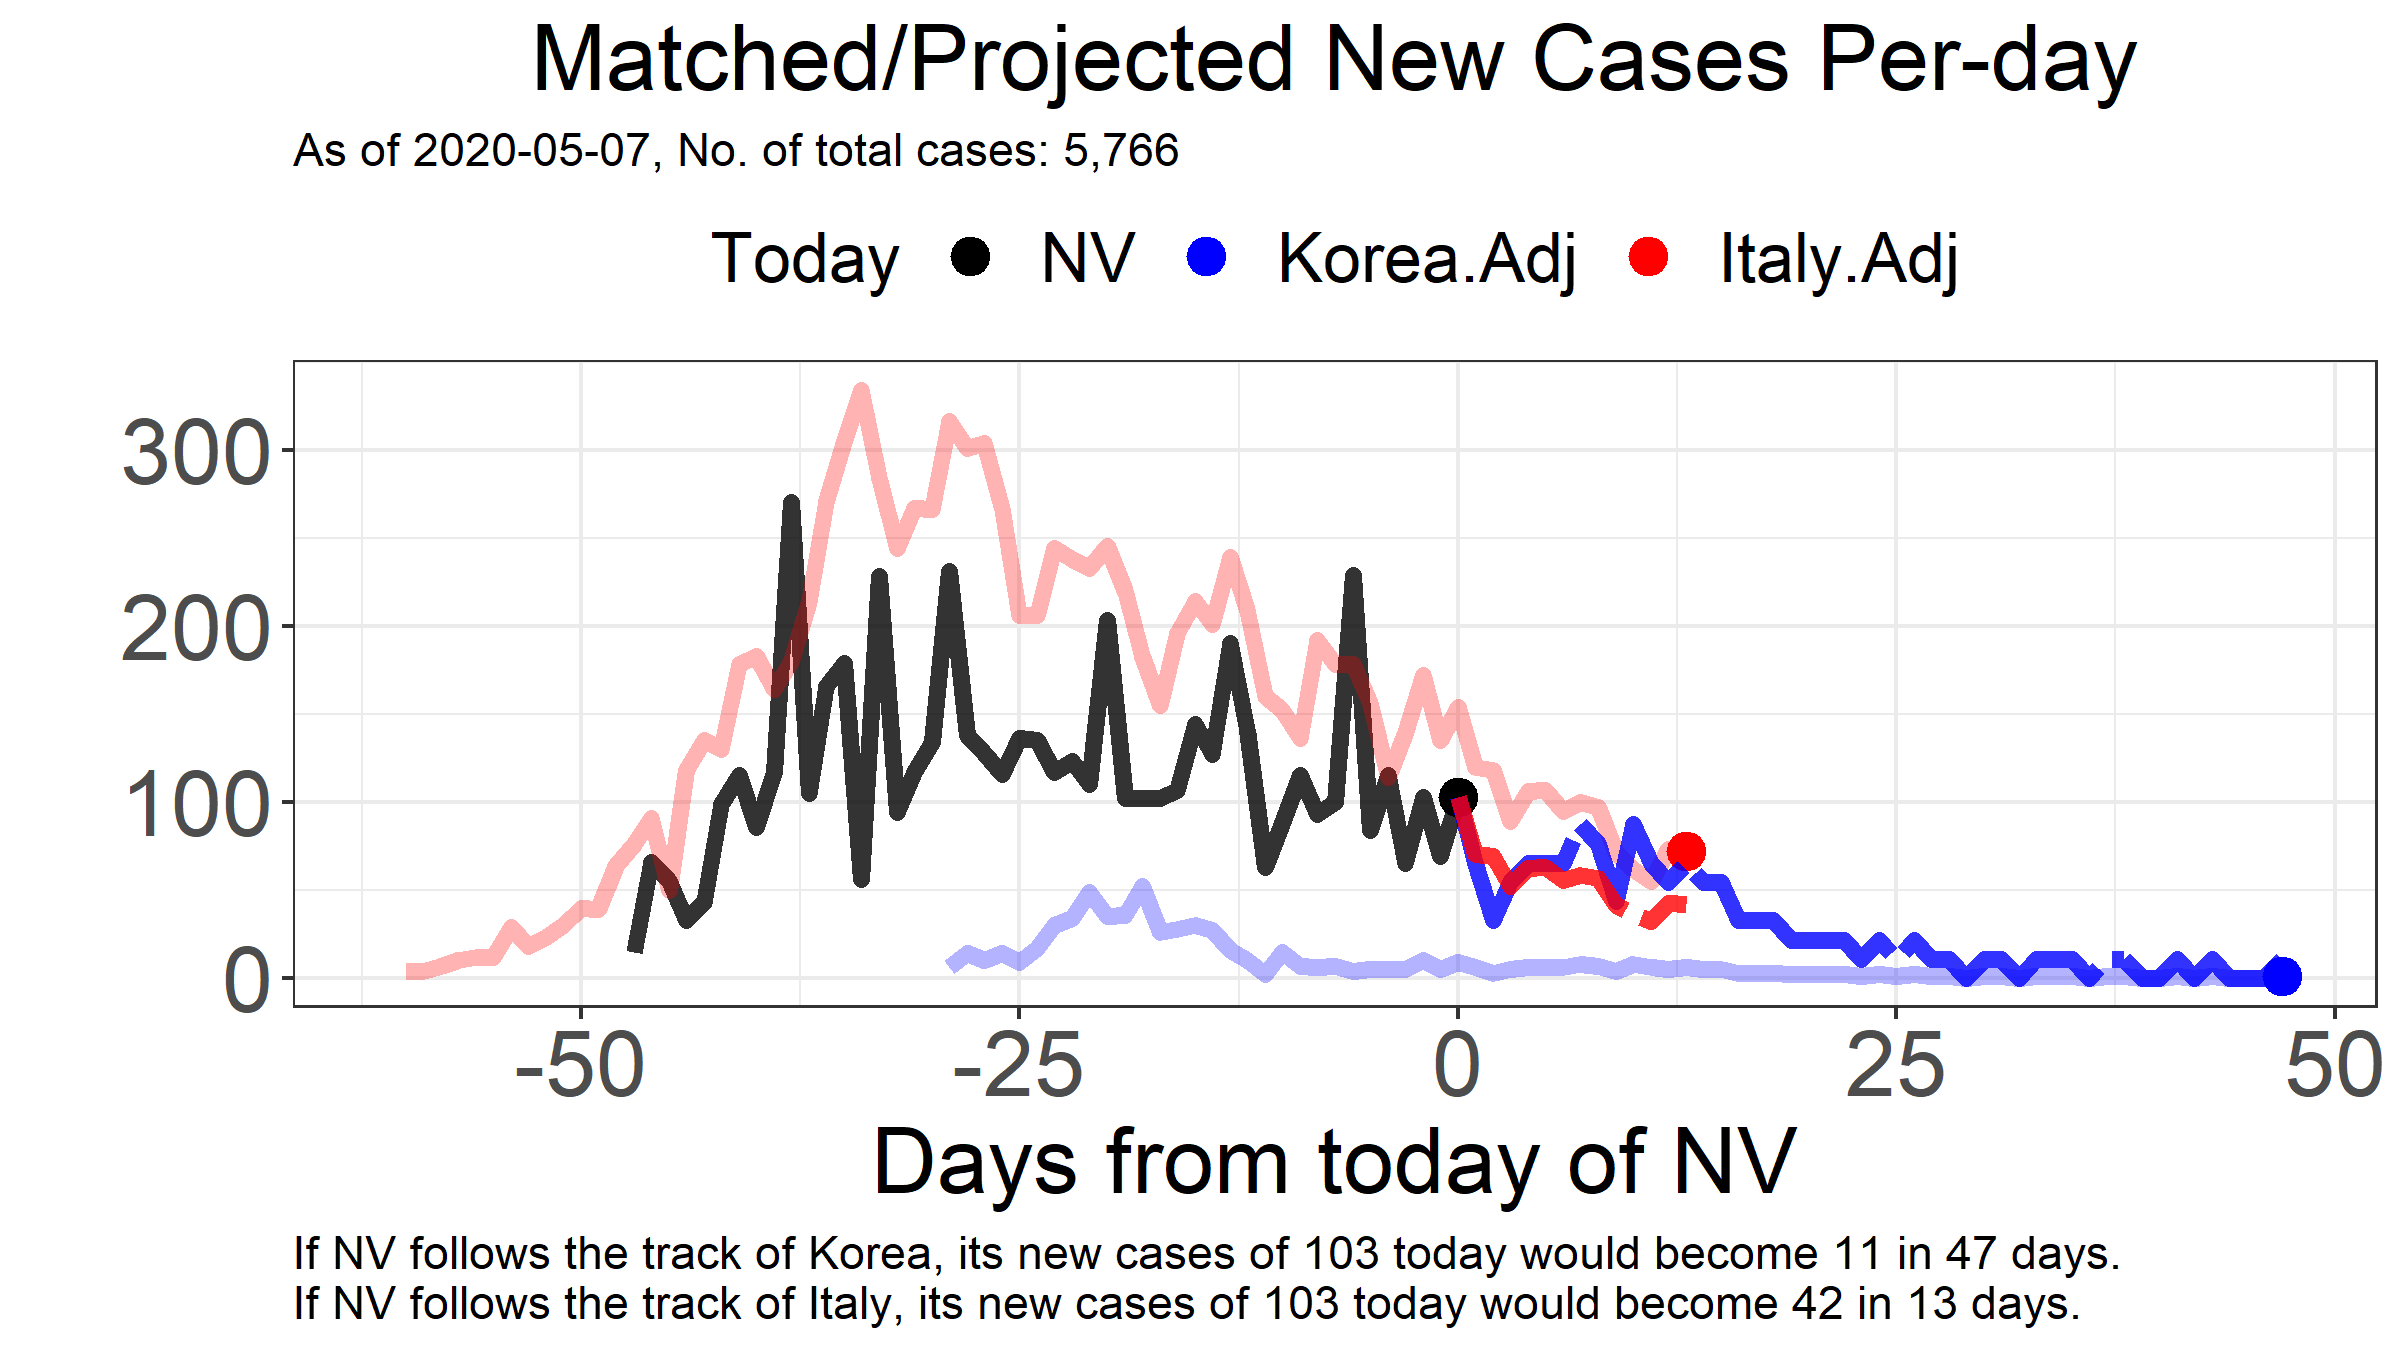 Matched/Projected New Cases Per-day
As of 2020-05-07, No. of total cases: 5,766
Today NV Korea.Adj Italy.Adj
300
200
100
0
-50 -25 0 25 50
Days from today of NV
If NV follows the track of Korea, its new cases of 103 today would become 11 in 47 days.
If NV follows the track of Italy, its new cases of 103 today would become 42 in 13 days.